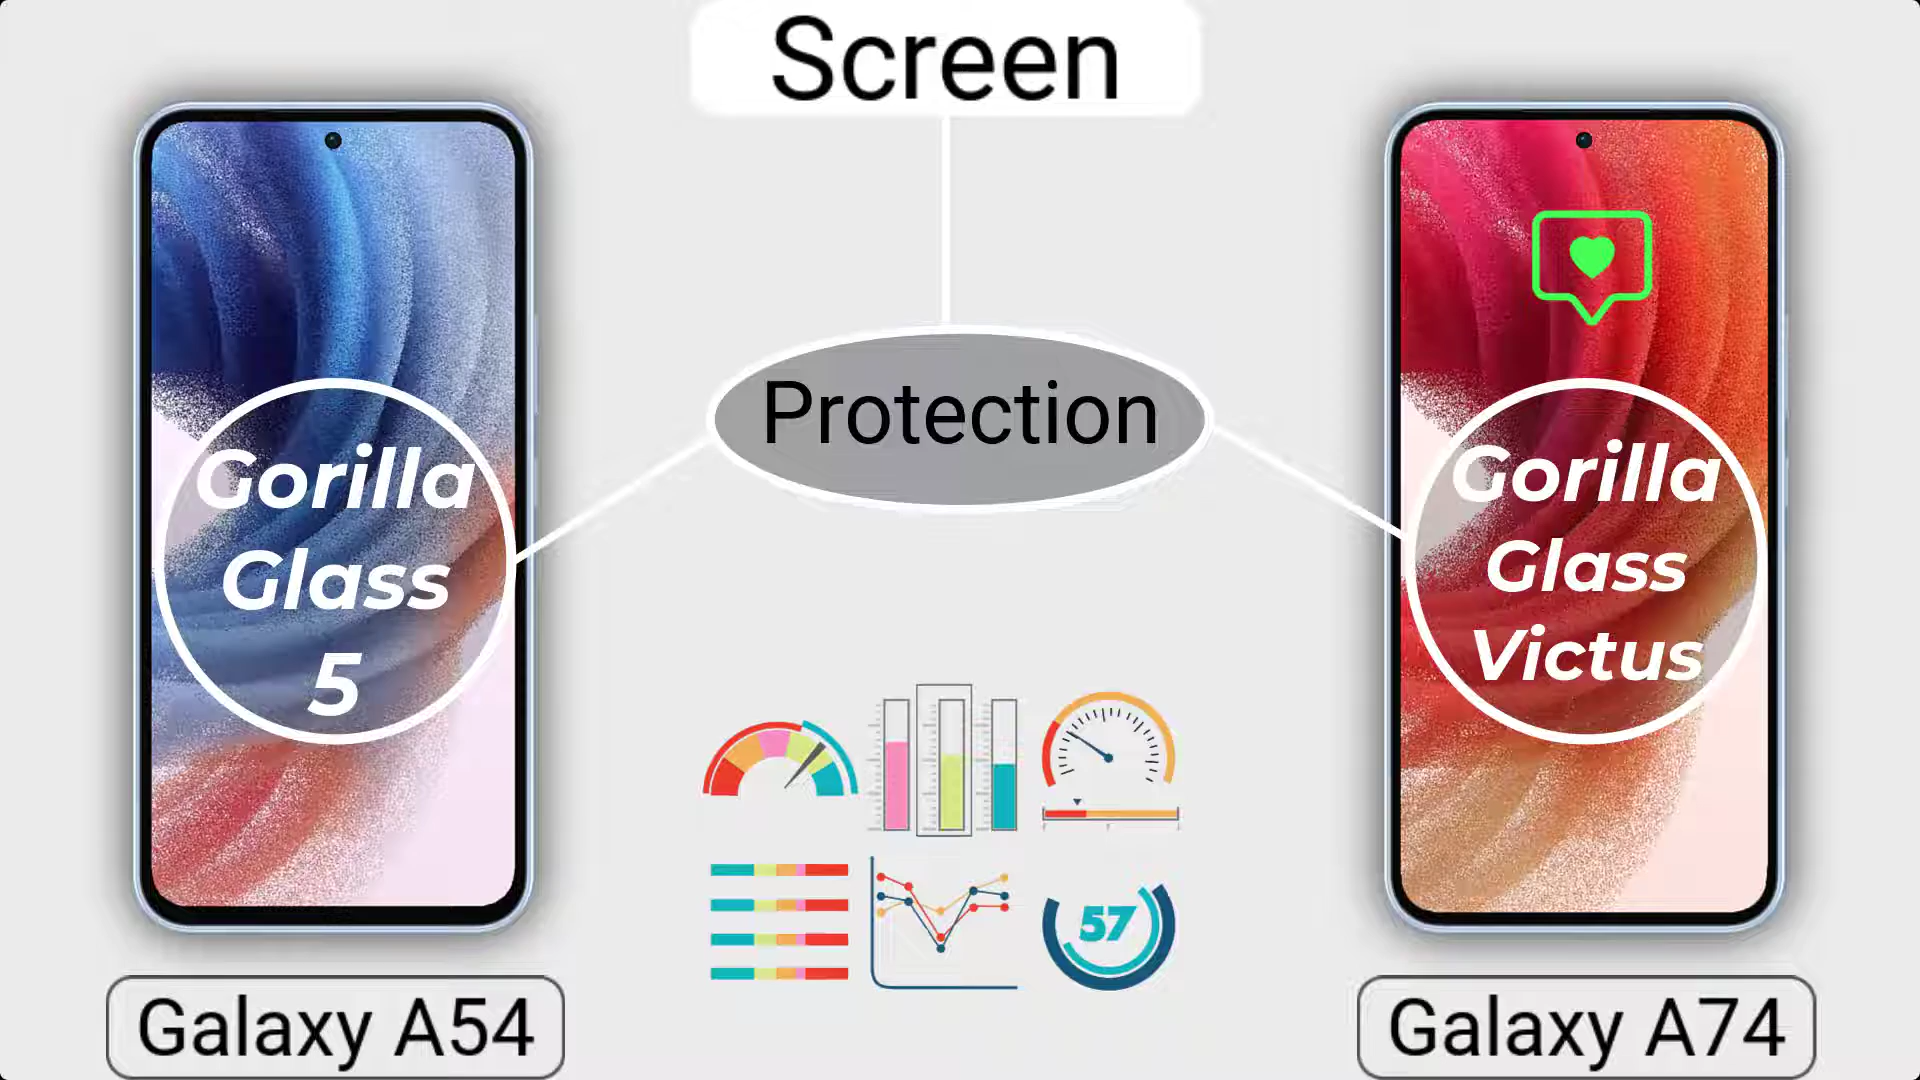 Screen
Protection
Gorilla
Glass
5
Gorilla
Glass
Victus
57
Galaxy A54
Galaxy A74